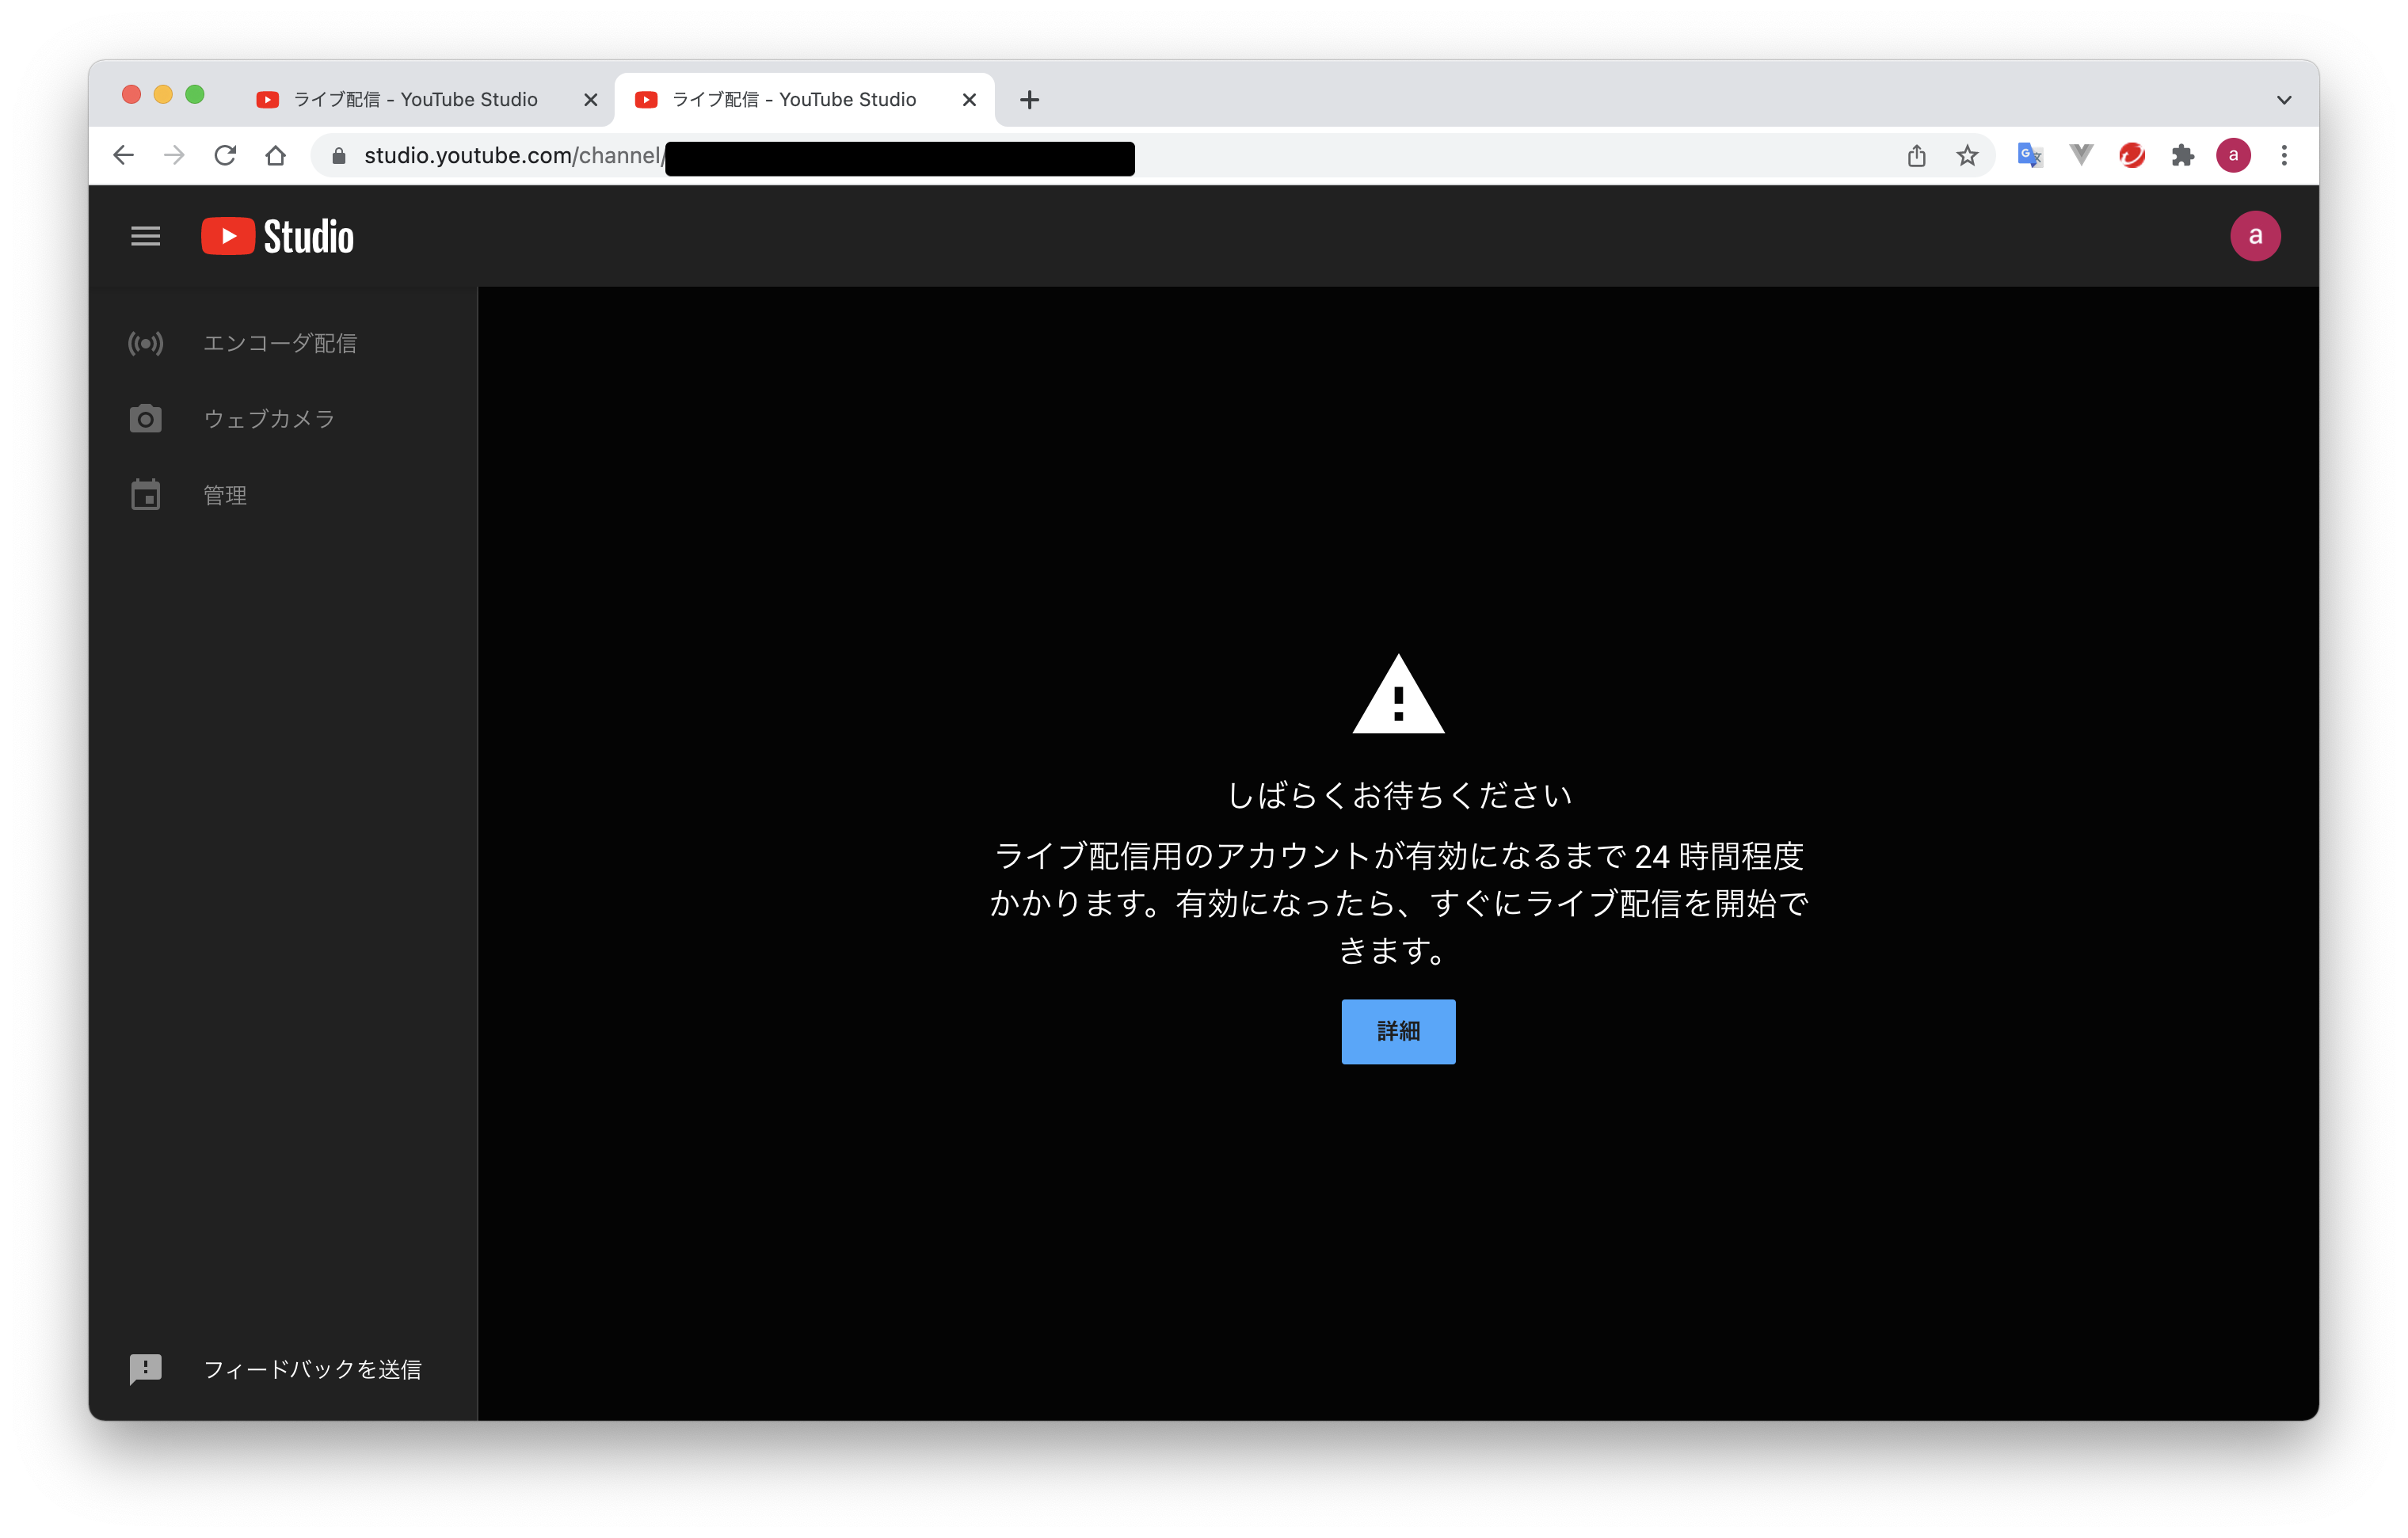 ライブ配信 - YouTube Studio
ライブ配信 - YouTube Studio
studio.youtube.com/channel/
a
Studio
a
エンコーダ配信
ウェブカメラ
管理
しばらくお待ちください
ライブ配信用のアカウントが有効になるまで 24 時間程度
かかります。有効になったら、すぐにライブ配信を開始で
きます。
詳細
フィードバックを送信